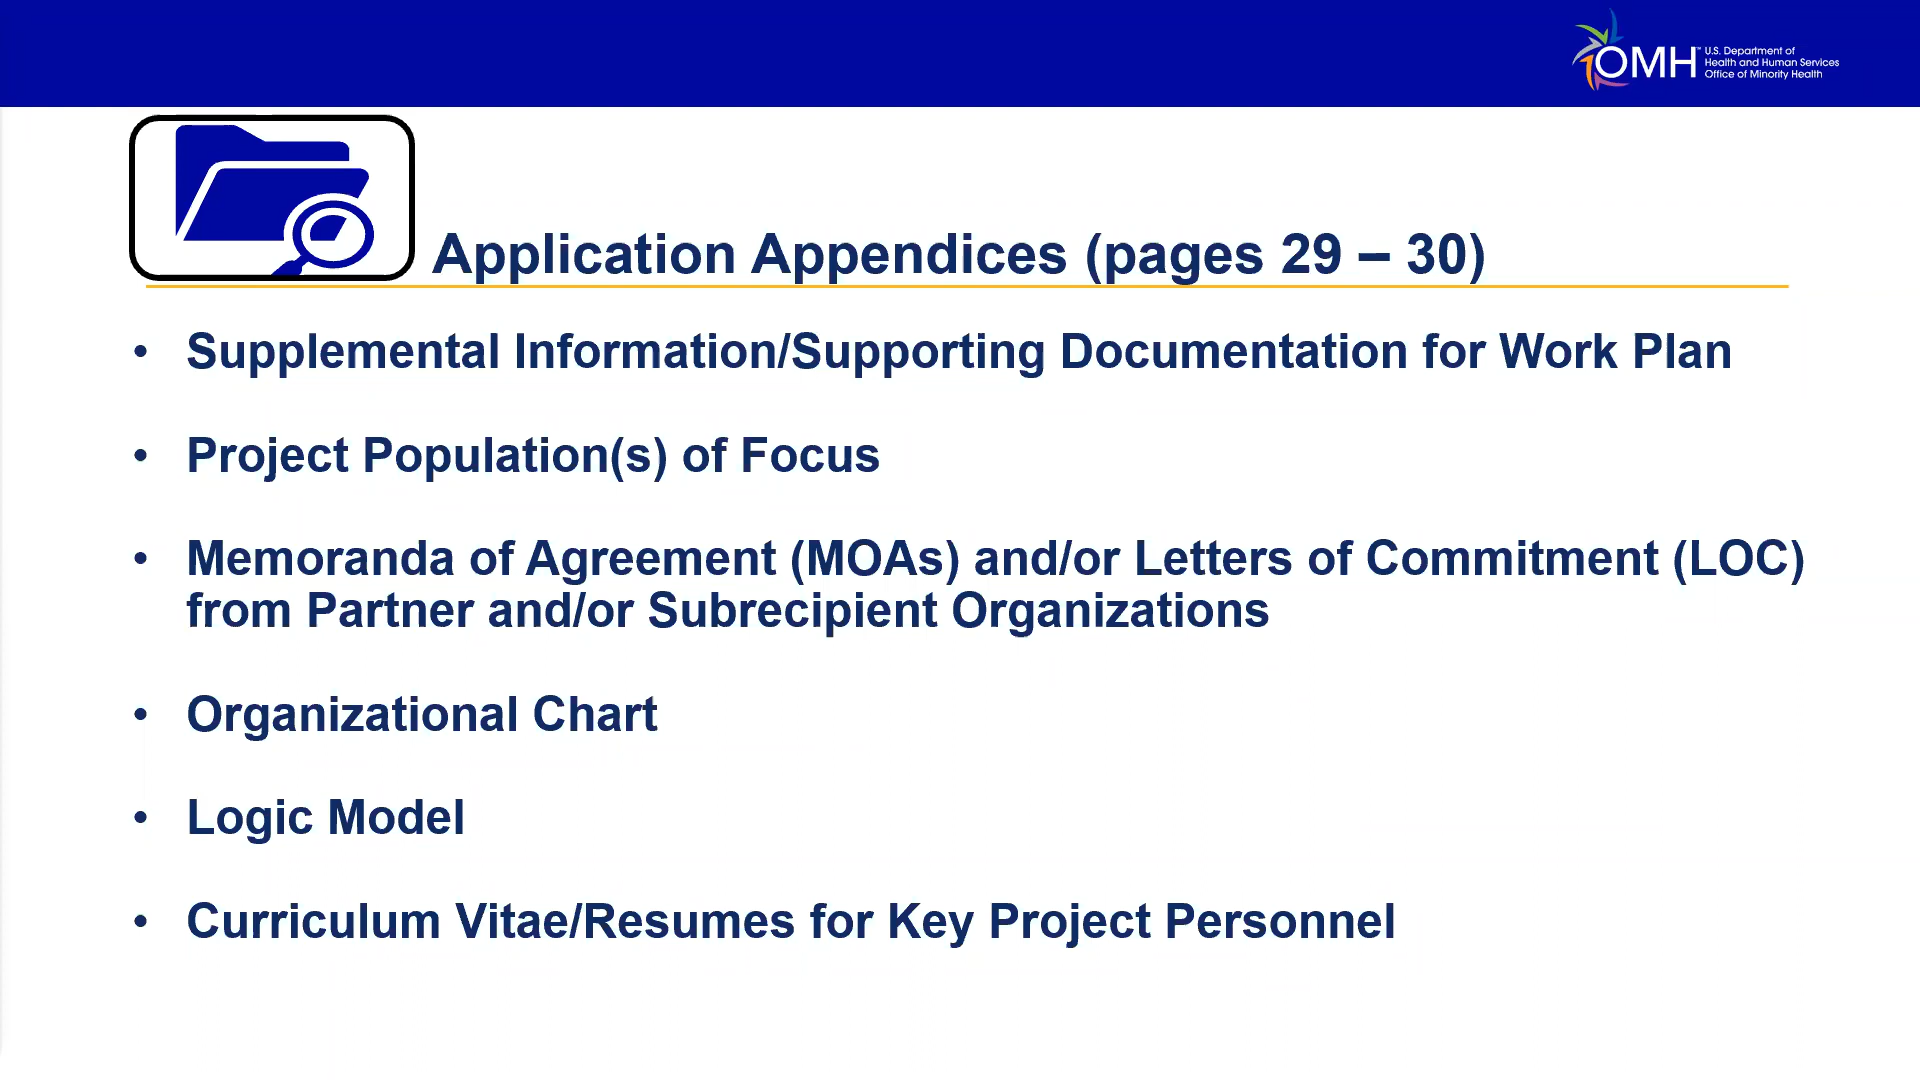 OMH™
U.S. Department of
Health and Human Services
Office of Minority Health
Application Appendices (pages 29 – 30)
• Supplemental Information/Supporting Documentation for Work Plan
• Project Population(s) of Focus
• Memoranda of Agreement (MOAs) and/or Letters of Commitment (LOC)
from Partner and/or Subrecipient Organizations
• Organizational Chart
• Logic Model
• Curriculum Vitae/Resumes for Key Project Personnel